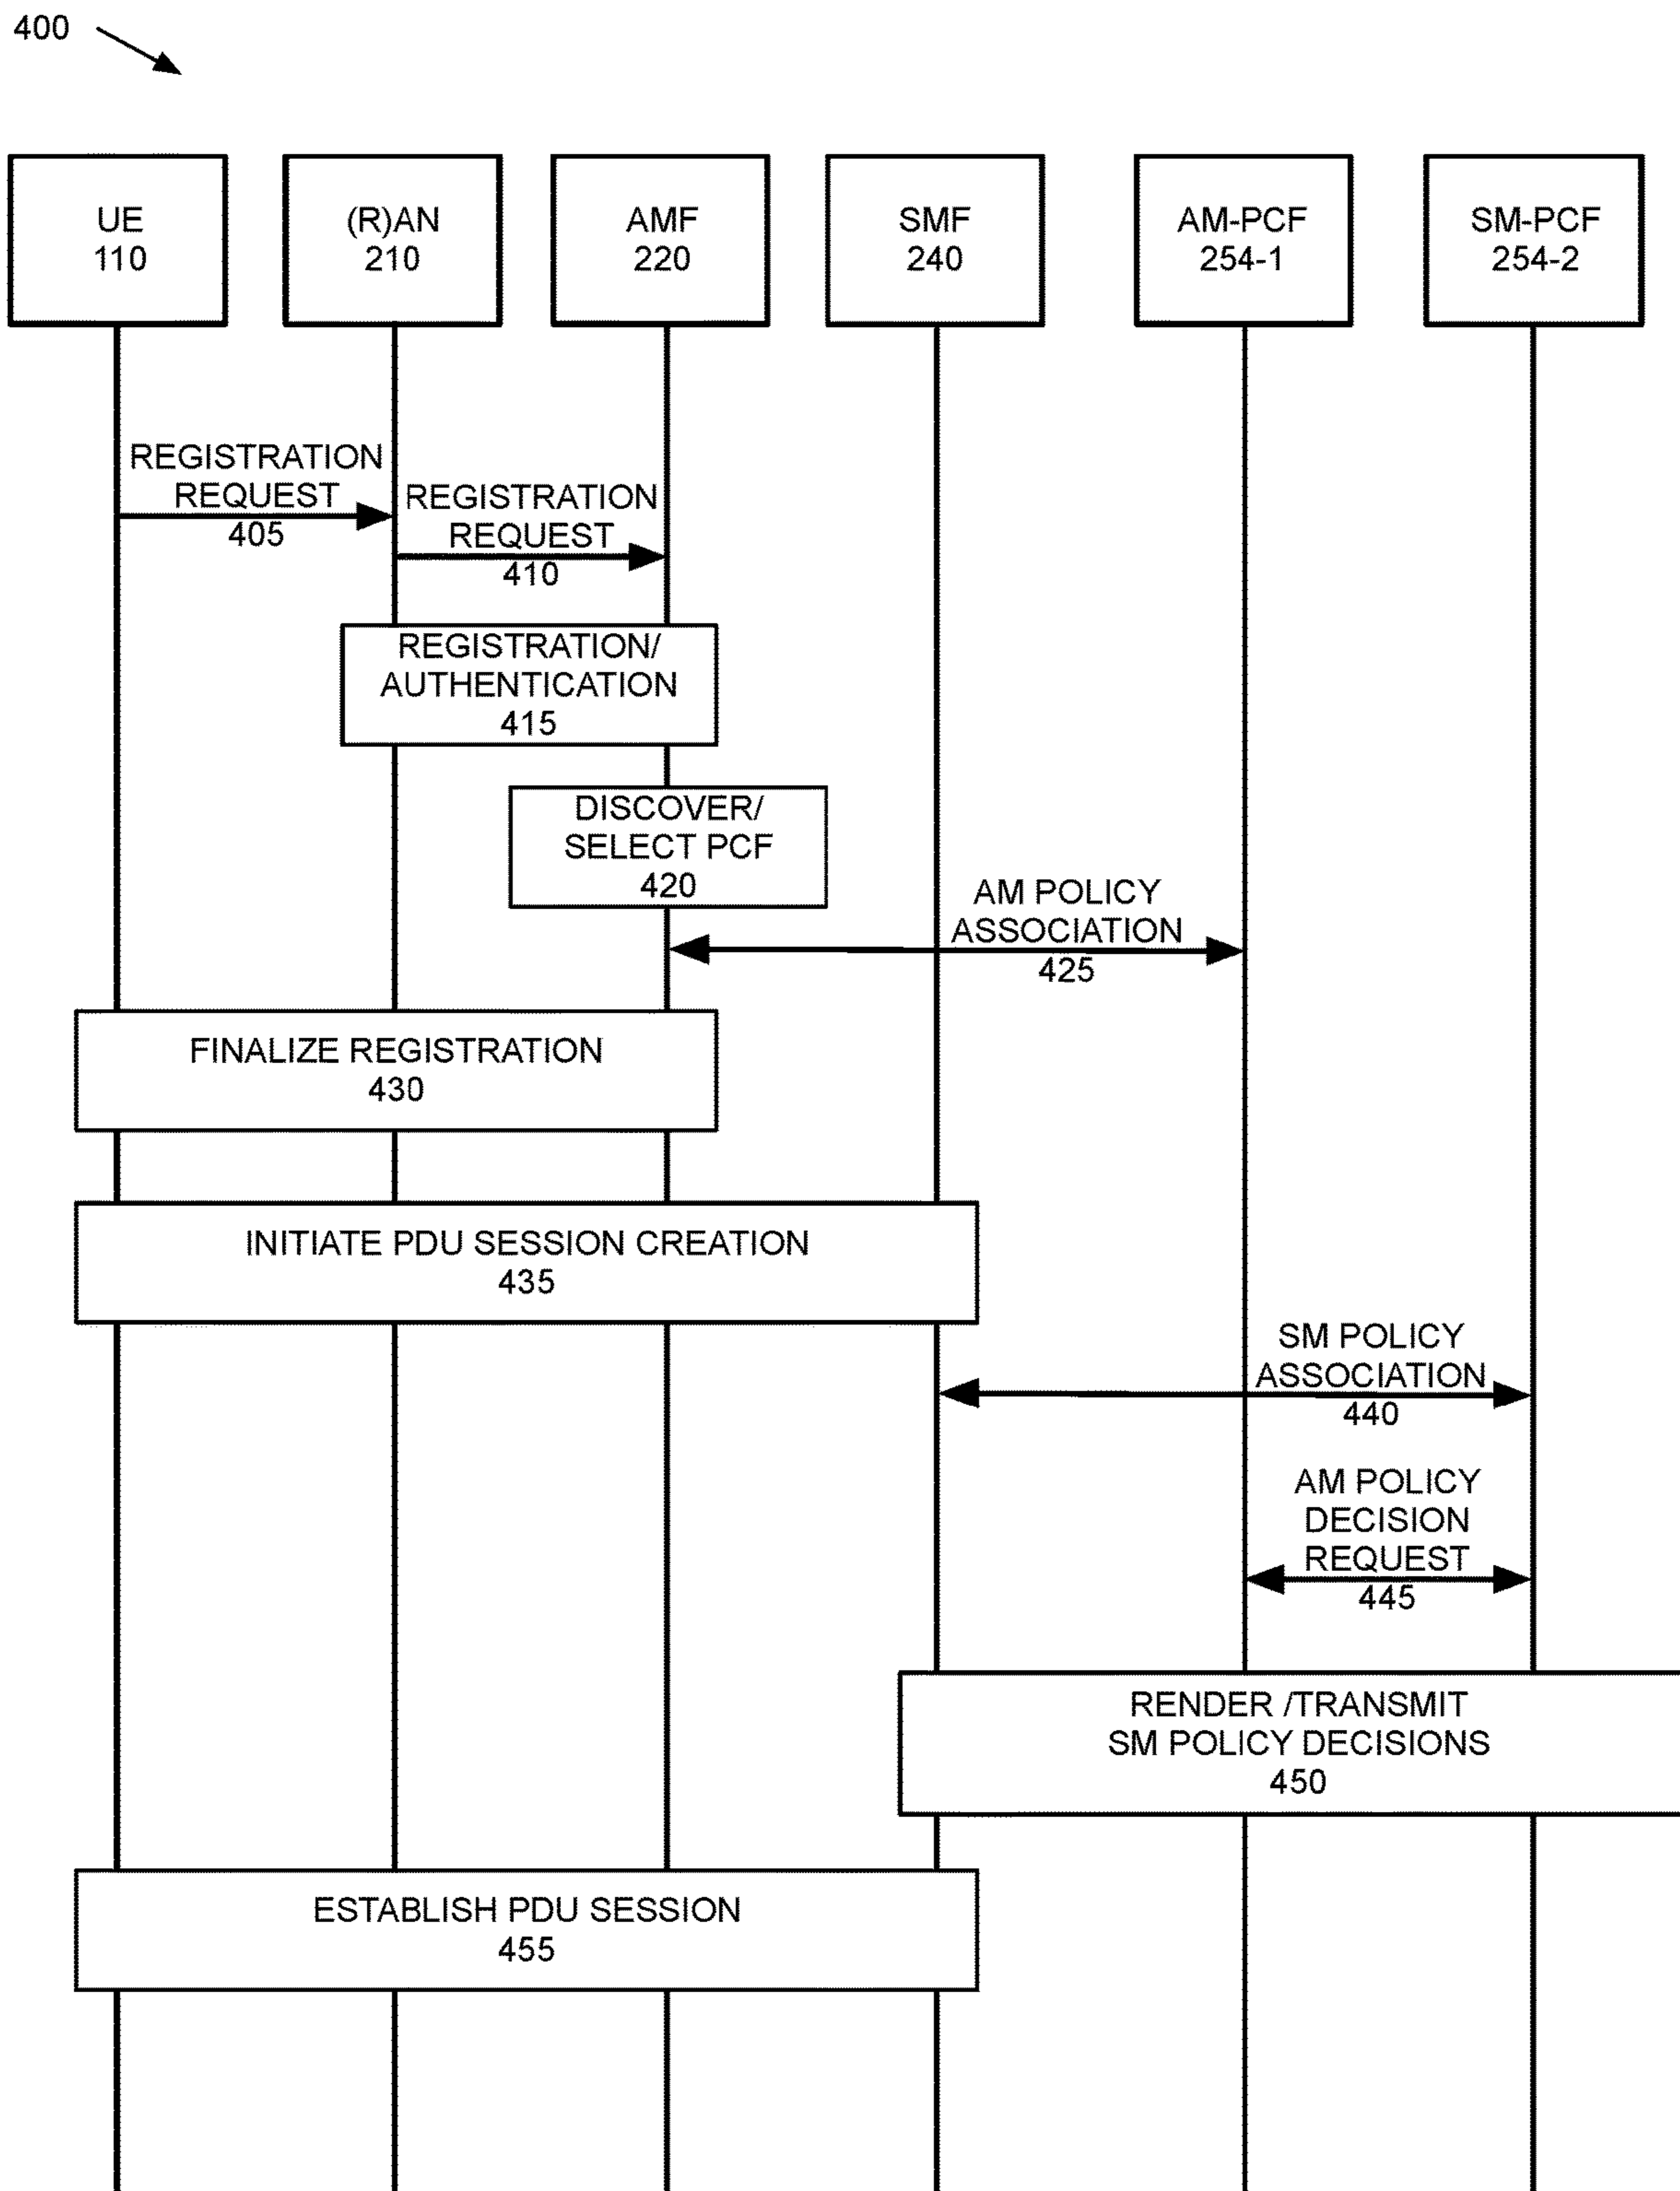 400
UE
110
(R)AN
210
AMF
220
SMF
240
AM-PCF
254-1
SM-PCF
254-2
REGISTRATION
REQUEST
405
REGISTRATION
REQUEST
410
REGISTRATION/
AUTHENTICATION
415
DISCOVER/
SELECT PCF
420
AM POLICY
ASSOCIATION
425
FINALIZE REGISTRATION
430
INITIATE PDU SESSION CREATION
435
SM POLICY
ASSOCIATION
440
AM POLICY
DECISION
REQUEST
445
RENDER /TRANSMIT
SM POLICY DECISIONS
450
ESTABLISH PDU SESSION
455